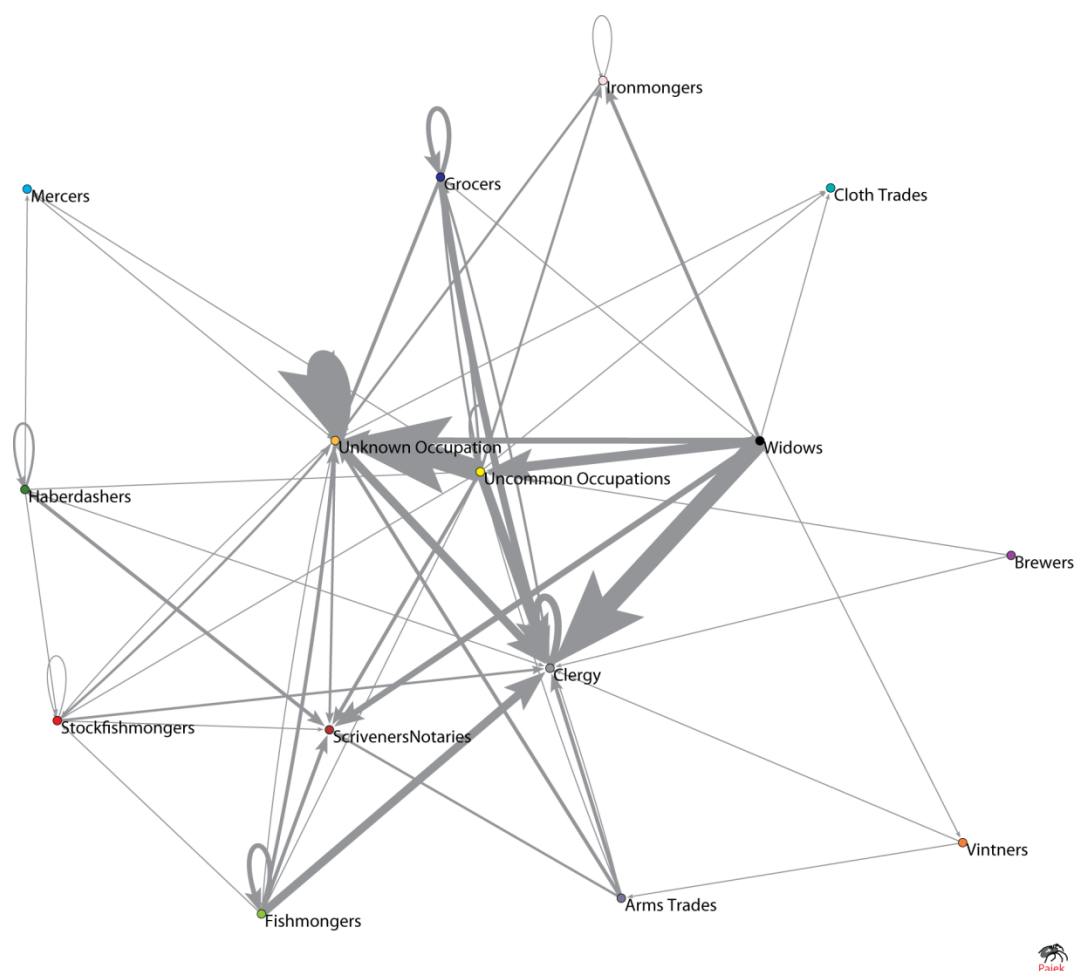 Ironmongers
Grocers
Mercers
Cloth Trades
Unknown Occupation
Widows
Uncommon Occupations
Haberdashers
Brewers
Clergy
Stockfishmongers
ScrivenersNotaries
Vintners
Arms Trades
Fishmongers
Pajek